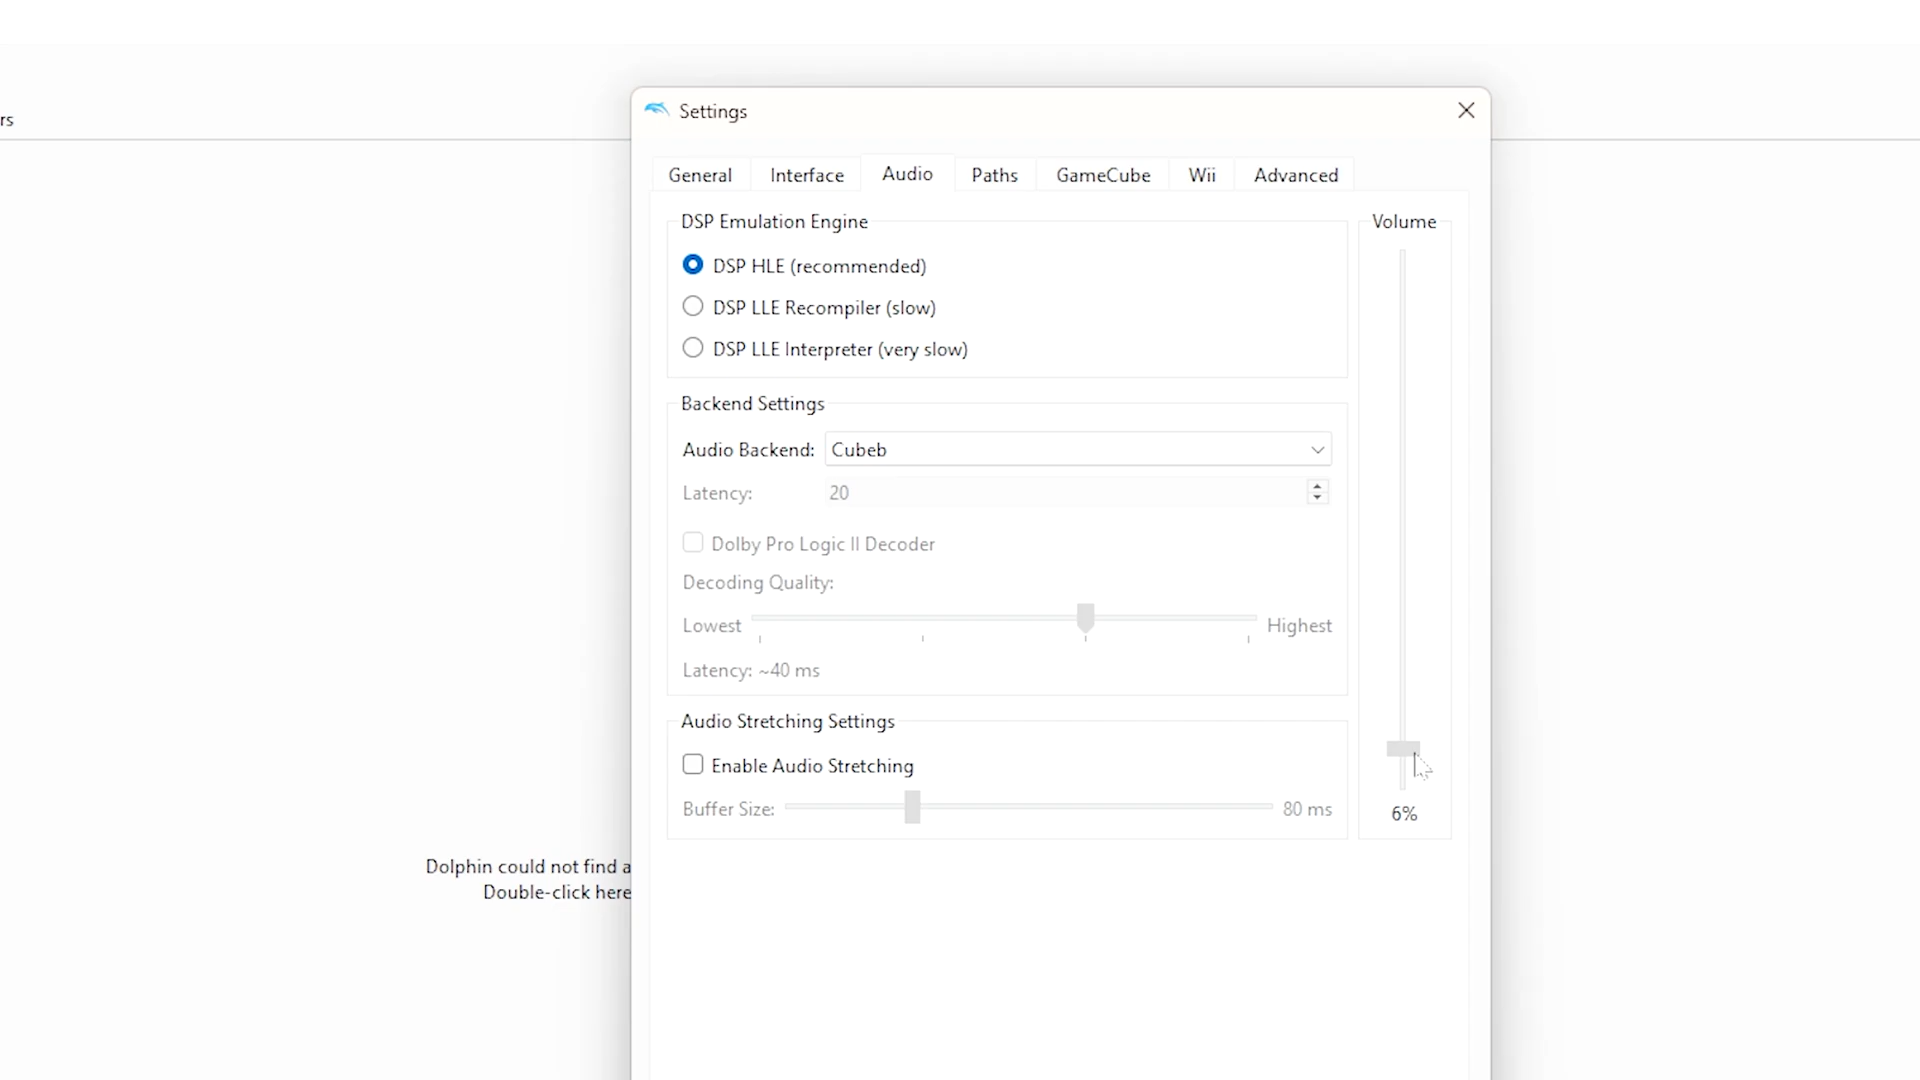 rs
Settings
General Interface Audio Paths GameCube Wii Advanced
DSP Emulation Engine
DSP HLE (recommended)
DSP LLE Recompiler (slow)
DSP LLE Interpreter (very slow)
Backend Settings
Audio Backend: Cubeb
Latency: 20
Dolby Pro Logic II Decoder
Decoding Quality:
Lowest Highest
Latency: ~40 ms
Audio Stretching Settings
Enable Audio Stretching
Buffer Size: 80 ms
Volume
6%
Dolphin could not find a
Double-click here